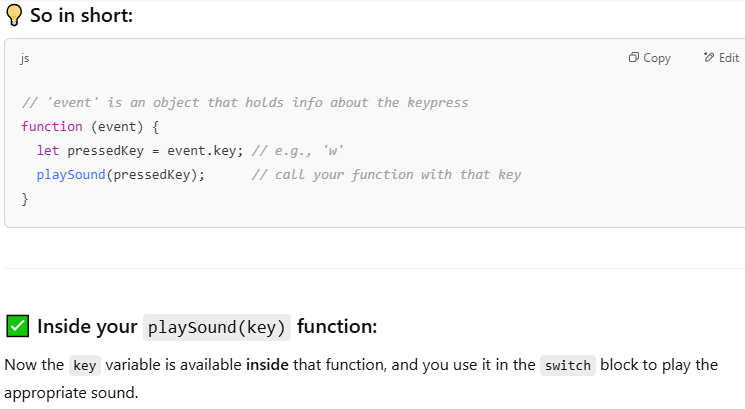 💡 So in short:
js
Copy
Edit
// 'event' is an object that holds info about the keypress
function (event) {
  let pressedKey = event.key; // e.g., 'w'
  playSound(pressedKey);      // call your function with that key
}
✅ Inside your playSound(key) function:
Now the key variable is available inside that function, and you use it in the switch block to play the
appropriate sound.